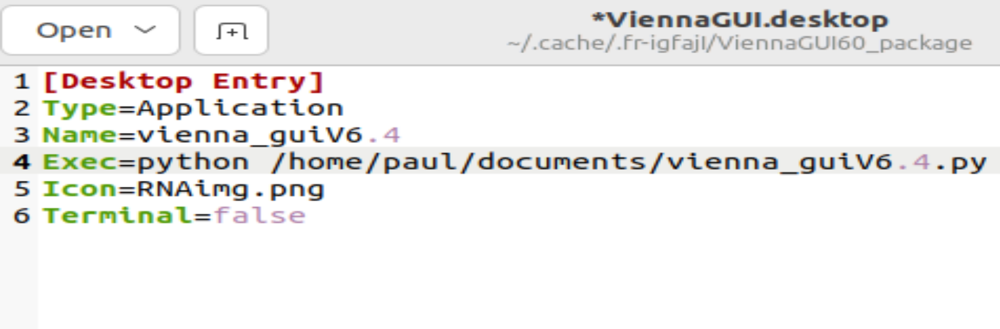 Open
*ViennaGUI.desktop
~/.cache/.fr-igfajI/ViennaGUI60_package
1 [Desktop Entry]
2 Type=Application
3 Name=vienna_guiV6.4
4 Exec=python /home/paul/documents/vienna_guiV6.4.py
5 Icon=RNAimg.png
6 Terminal=false